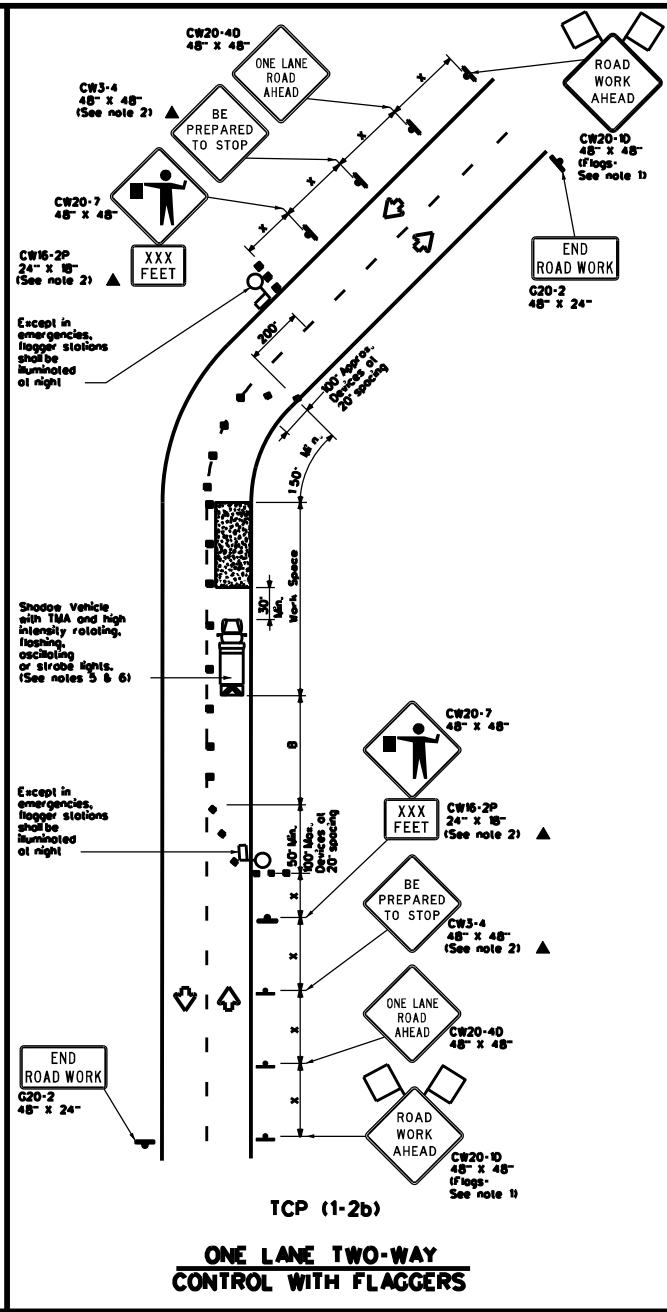 CW20-4D
48" X 48"
ONE LANE
ROAD
AHEAD
ROAD
WORK
AHEAD
CW20-1D
48" X 48"
(Flags-
See note 1)
CW3-4
48" X 48"
(See note 2) ▲
BE
PREPARED
TO STOP
CW20-7
48" X 48"
XXX
FEET
CW16-2P
24" X 18"
(See note 2) ▲
END
ROAD WORK
G20-2
48" X 24"
x
x
x
x
Except in
emergencies,
flagger stations
shall be
illuminated
at night
200'
100' Approx.
Devices at
20' spacing
150' Min.
Work Space
30'
Min.
Shadow Vehicle
with TMA and high
intensity rotating,
flashing,
oscillating
or strobe lights.
(See notes 5 & 6)
B
CW20-7
48" X 48"
Except in
emergencies,
flagger stations
shall be
illuminated
at night
50' Min.
100' Max.
Devices at
20' spacing
XXX
FEET
CW16-2P
24" X 18"
(See note 2) ▲
x
BE
PREPARED
TO STOP
CW3-4
48" X 48"
(See note 2) ▲
x
ONE LANE
ROAD
AHEAD
CW20-4D
48" X 48"
x
END
ROAD WORK
G20-2
48" X 24"
x
ROAD
WORK
AHEAD
CW20-1D
48" X 48"
(Flags-
See note 1)
TCP (1-2b)
ONE LANE TWO-WAY
CONTROL WITH FLAGGERS